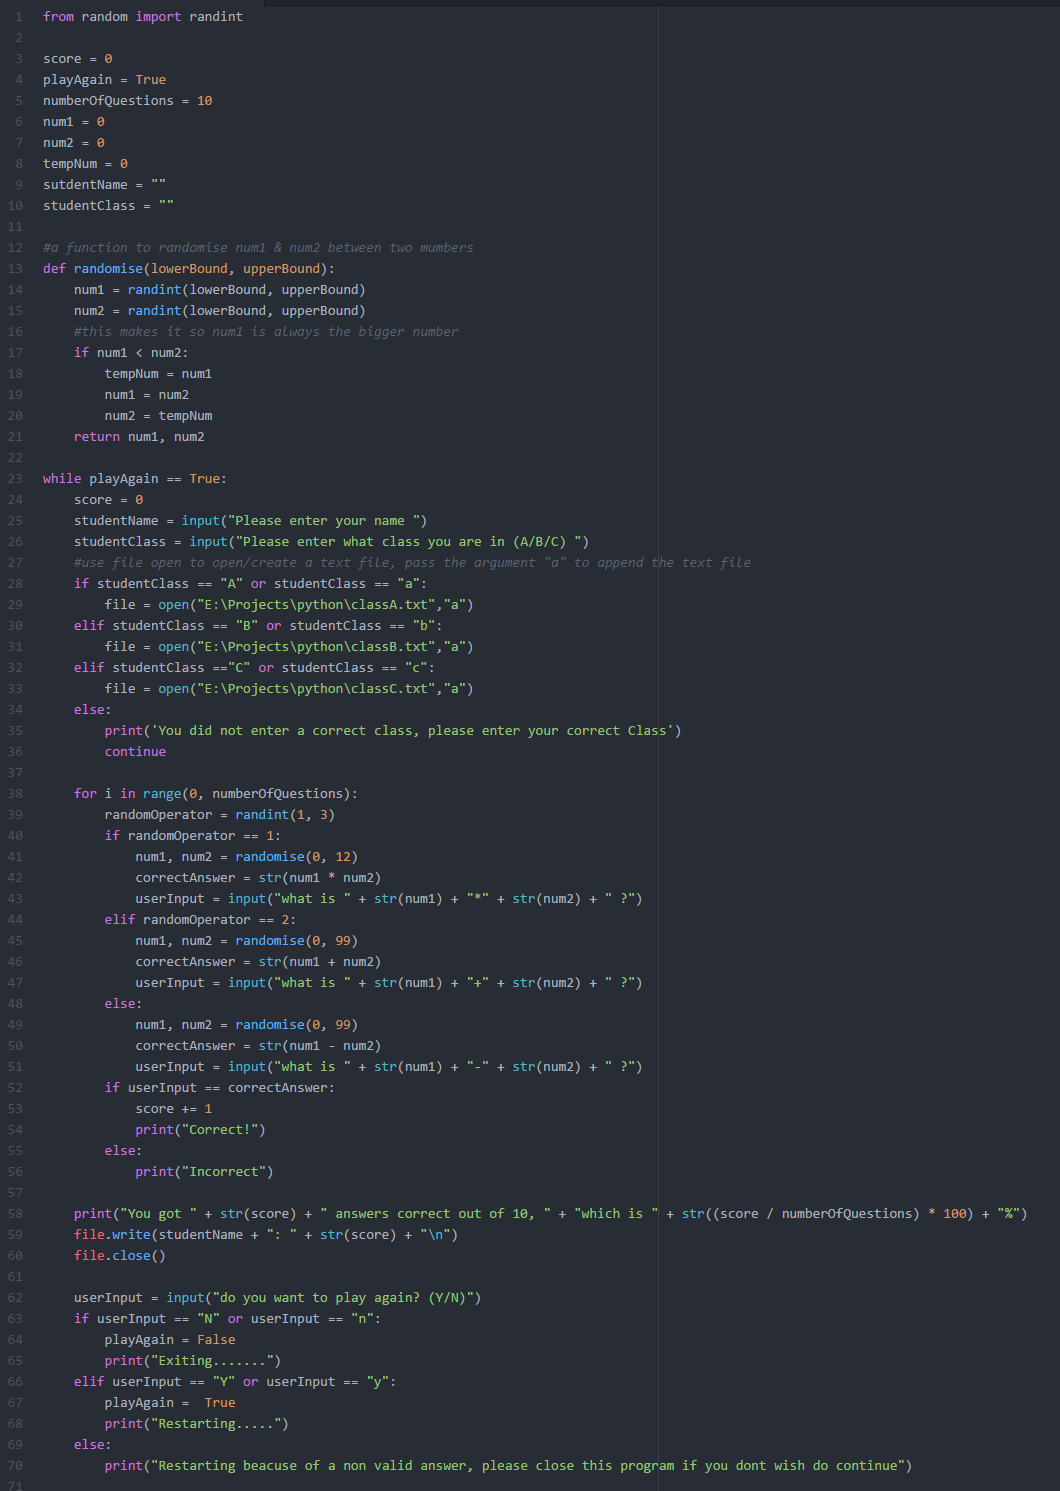 1 from random import randint
2
3 score = 0
4 playAgain = True
5 numberOfQuestions = 10
6 num1 = 0
7 num2 = 0
8 tempNum = 0
9 sutdentName = ""
10 studentClass = ""
11
12 #a function to randomise num1 & num2 between two mumbers
13 def randomise(lowerBound, upperBound):
14     num1 = randint(lowerBound, upperBound)
15     num2 = randint(lowerBound, upperBound)
16     #this makes it so num1 is always the bigger number
17     if num1 < num2:
18         tempNum = num1
19         num1 = num2
20         num2 = tempNum
21     return num1, num2
22
23 while playAgain == True:
24     score = 0
25     studentName = input("Please enter your name ")
26     studentClass = input("Please enter what class you are in (A/B/C) ")
27     #use file open to open/create a text file, pass the argument "a" to append the text file
28     if studentClass == "A" or studentClass == "a":
29         file = open("E:\Projects\python\classA.txt","a")
30     elif studentClass == "B" or studentClass == "b":
31         file = open("E:\Projects\python\classB.txt","a")
32     elif studentClass =="C" or studentClass == "c":
33         file = open("E:\Projects\python\classC.txt","a")
34     else:
35         print('You did not enter a correct class, please enter your correct Class')
36         continue
37
38     for i in range(0, numberOfQuestions):
39         randomOperator = randint(1, 3)
40         if randomOperator == 1:
41             num1, num2 = randomise(0, 12)
42             correctAnswer = str(num1 * num2)
43             userInput = input("what is " + str(num1) + "*" + str(num2) + " ?")
44         elif randomOperator == 2:
45             num1, num2 = randomise(0, 99)
46             correctAnswer = str(num1 + num2)
47             userInput = input("what is " + str(num1) + "+" + str(num2) + " ?")
48         else:
49             num1, num2 = randomise(0, 99)
50             correctAnswer = str(num1 - num2)
51             userInput = input("what is " + str(num1) + "-" + str(num2) + " ?")
52         if userInput == correctAnswer:
53             score += 1
54             print("Correct!")
55         else:
56             print("Incorrect")
57
58     print("You got " + str(score) + " answers correct out of 10, " + "which is " + str((score / numberOfQuestions) * 100) + "%")
59     file.write(studentName + ": " + str(score) + "\n")
60     file.close()
61
62     userInput = input("do you want to play again? (Y/N)")
63     if userInput == "N" or userInput == "n":
64         playAgain = False
65         print("Exiting.......")
66     elif userInput == "Y" or userInput == "y":
67         playAgain =  True
68         print("Restarting.....")
69     else:
70         print("Restarting beacuse of a non valid answer, please close this program if you dont wish do continue")
71